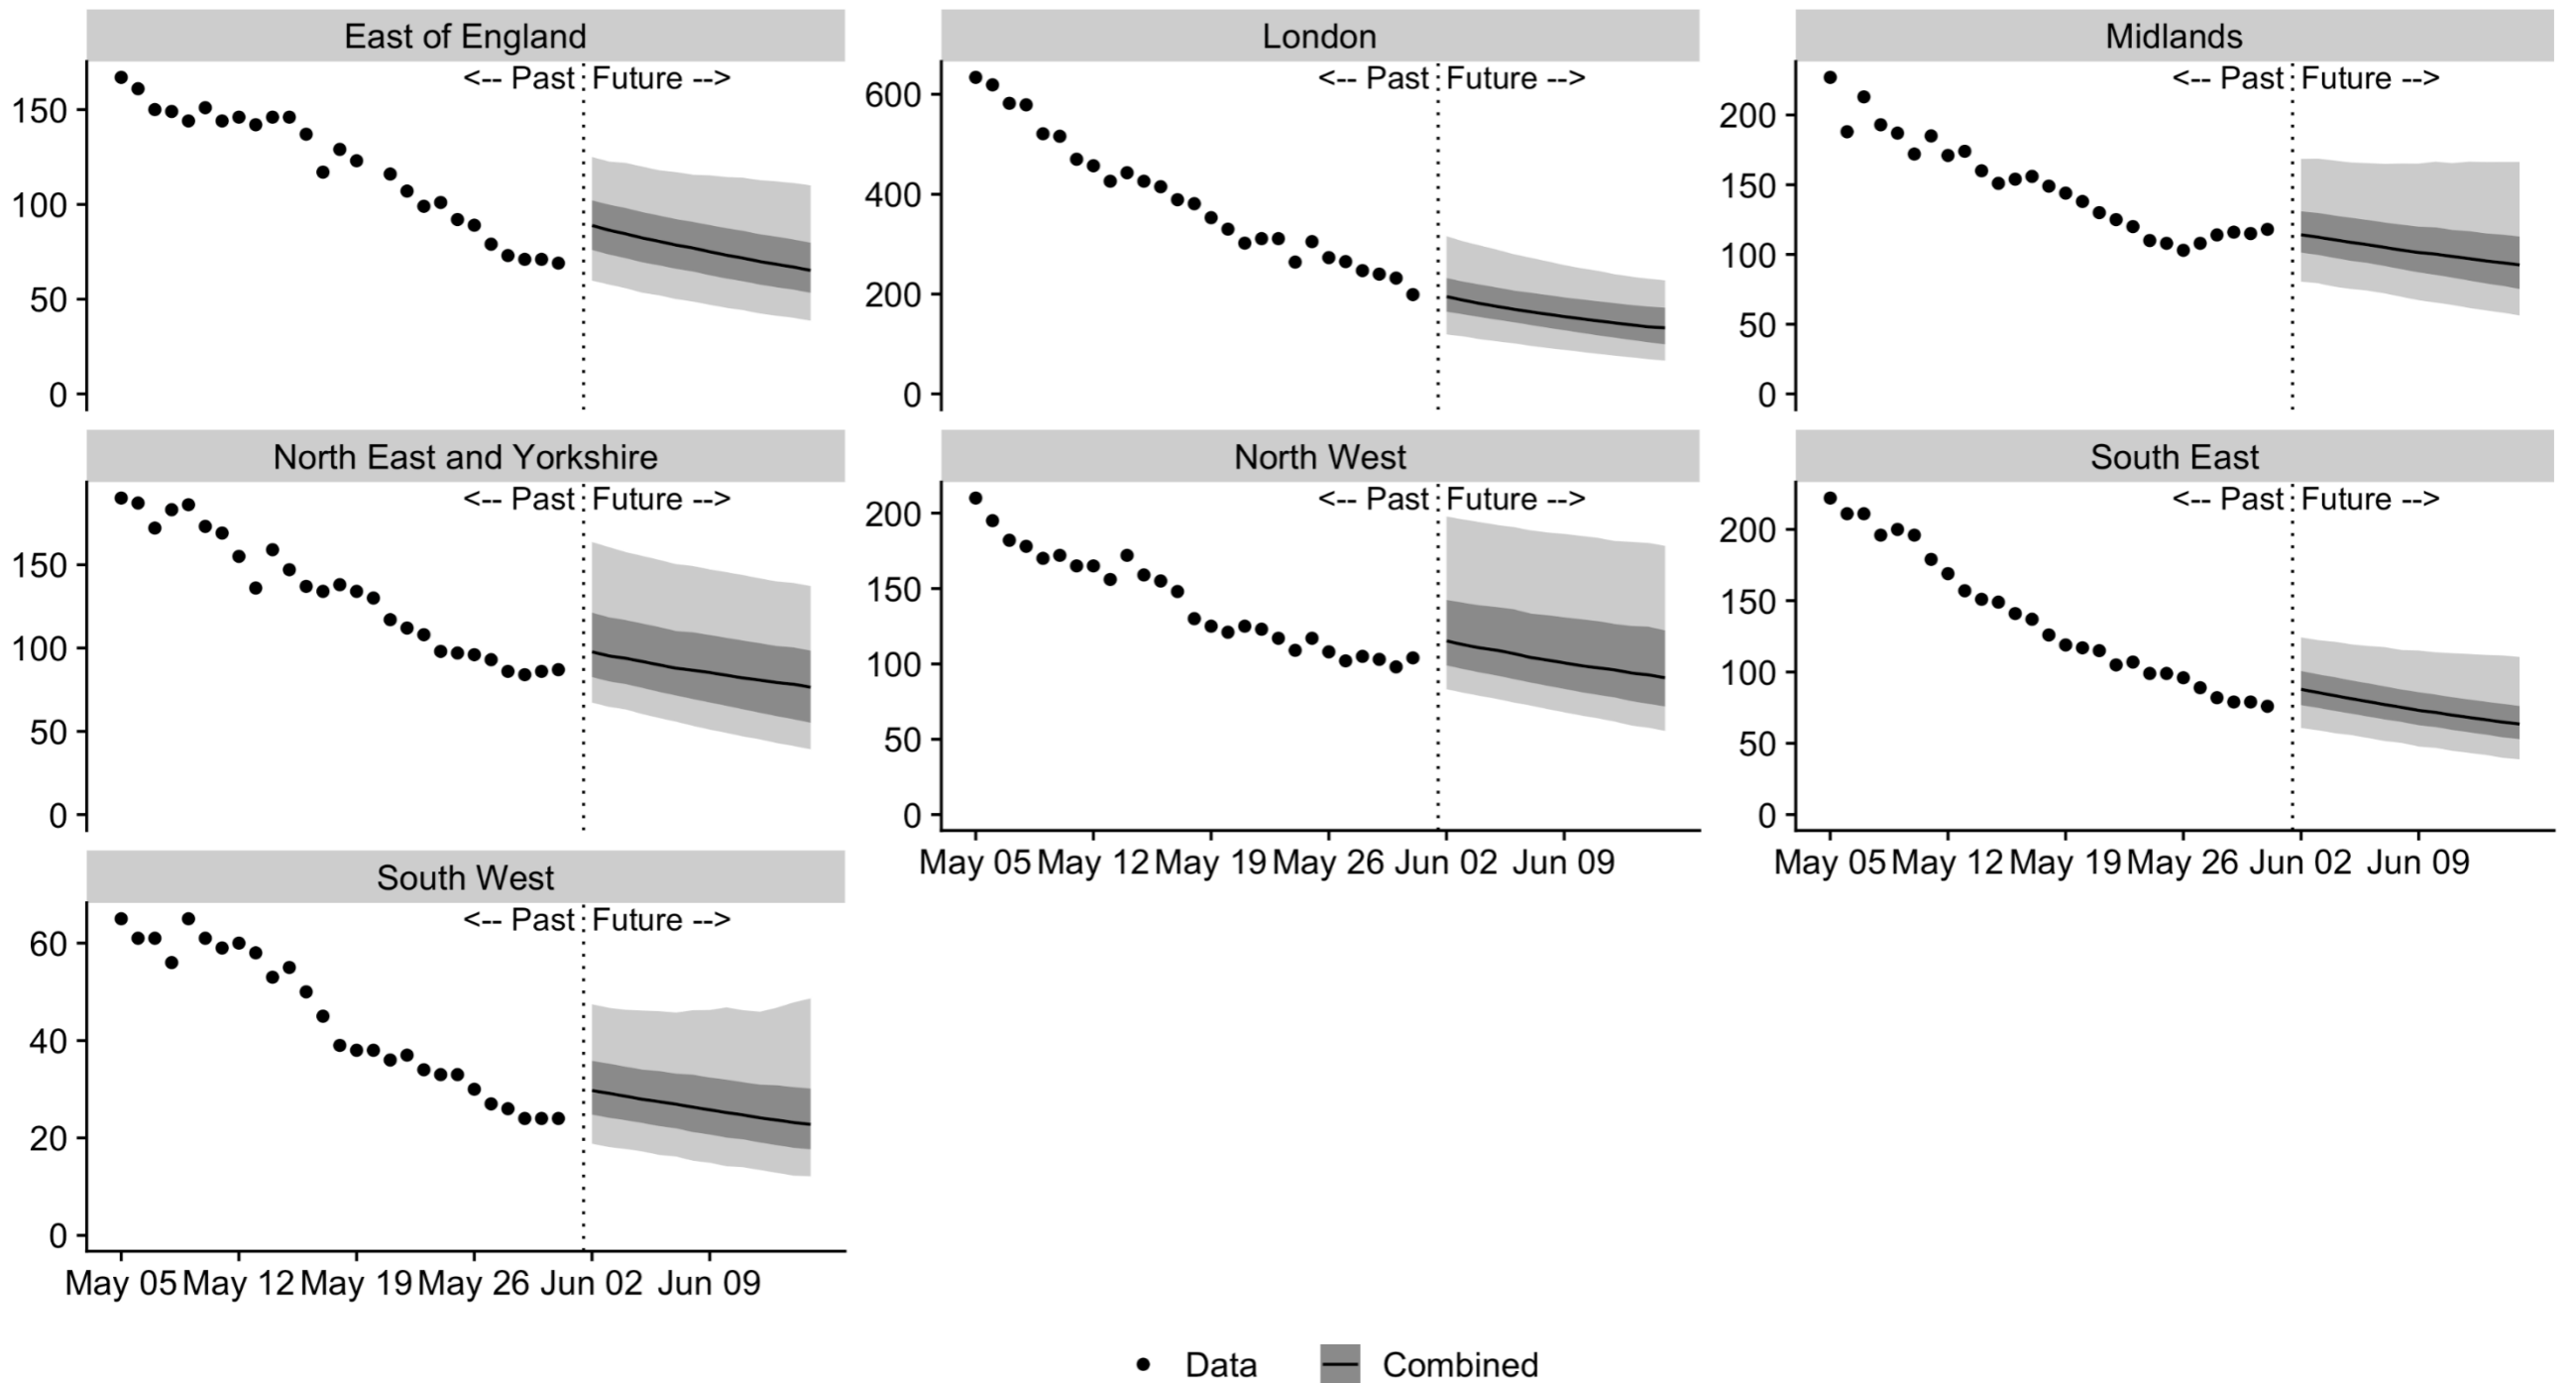 East of England
<-- Past Future -->
150
100
50
0
London
<-- Past Future -->
600
400
200
0
Midlands
<-- Past Future -->
200
150
100
50
0
North East and Yorkshire
<-- Past Future -->
150
100
50
0
North West
<-- Past Future -->
200
150
100
50
0
May 05 May 12 May 19 May 26 Jun 02 Jun 09
South East
<-- Past Future -->
200
150
100
50
0
May 05 May 12 May 19 May 26 Jun 02 Jun 09
South West
<-- Past Future -->
60
40
20
0
May 05 May 12 May 19 May 26 Jun 02 Jun 09
Data Combined